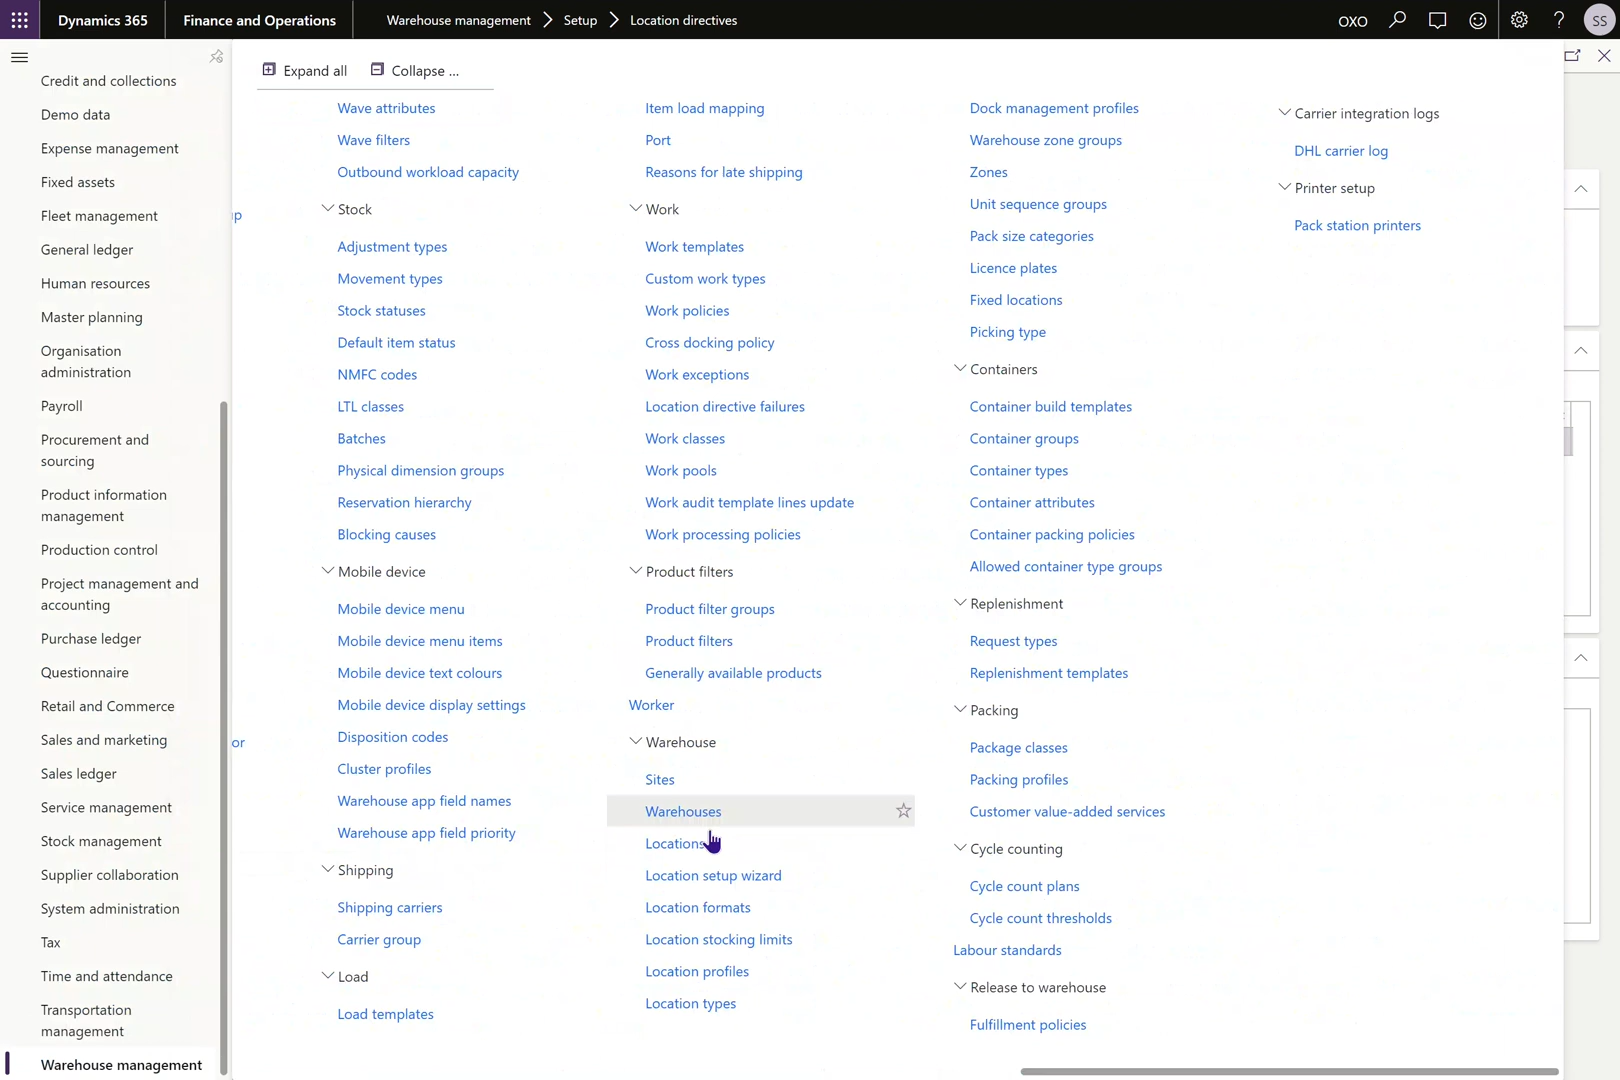 Dynamics 365
Finance and Operations
Warehouse management
Setup
Location directives
OXO
?
SS
Credit and collections
Demo data
Expense management
Fixed assets
Fleet management
General ledger
Human resources
Master planning
Organisation
administration
Payroll
Procurement and
sourcing
Product information
management
Production control
Project management and
accounting
Purchase ledger
Questionnaire
Retail and Commerce
Sales and marketing
Sales ledger
Service management
Stock management
Supplier collaboration
System administration
Tax
Time and attendance
Transportation
management
Warehouse management
Expand all
Collapse ...
up
or
Wave attributes
Wave filters
Outbound workload capacity
Stock
Adjustment types
Movement types
Stock statuses
Default item status
NMFC codes
LTL classes
Batches
Physical dimension groups
Reservation hierarchy
Blocking causes
Mobile device
Mobile device menu
Mobile device menu items
Mobile device text colours
Mobile device display settings
Disposition codes
Cluster profiles
Warehouse app field names
Warehouse app field priority
Shipping
Shipping carriers
Carrier group
Load
Load templates
Item load mapping
Port
Reasons for late shipping
Work
Work templates
Custom work types
Work policies
Cross docking policy
Work exceptions
Location directive failures
Work classes
Work pools
Work audit template lines update
Work processing policies
Product filters
Product filter groups
Product filters
Generally available products
Worker
Warehouse
Sites
Warehouses
Locations
Location setup wizard
Location formats
Location stocking limits
Location profiles
Location types
Dock management profiles
Warehouse zone groups
Zones
Unit sequence groups
Pack size categories
Licence plates
Fixed locations
Picking type
Containers
Container build templates
Container groups
Container types
Container attributes
Container packing policies
Allowed container type groups
Replenishment
Request types
Replenishment templates
Packing
Package classes
Packing profiles
Customer value-added services
Cycle counting
Cycle count plans
Cycle count thresholds
Labour standards
Release to warehouse
Fulfillment policies
Carrier integration logs
DHL carrier log
Printer setup
Pack station printers